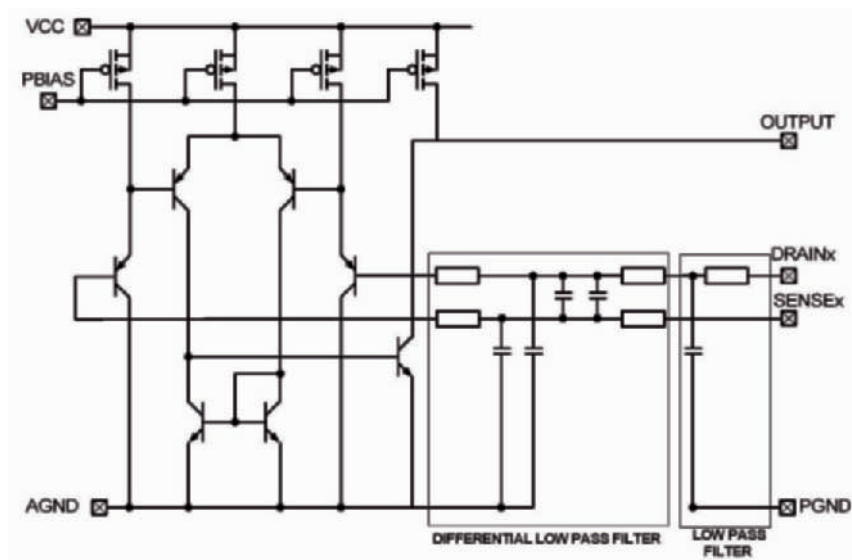 VCC
PBIAS
OUTPUT
DRAINx
SENSEx
AGND
PGND
DIFFERENTIAL LOW PASS FILTER
LOW PASS
FILTER